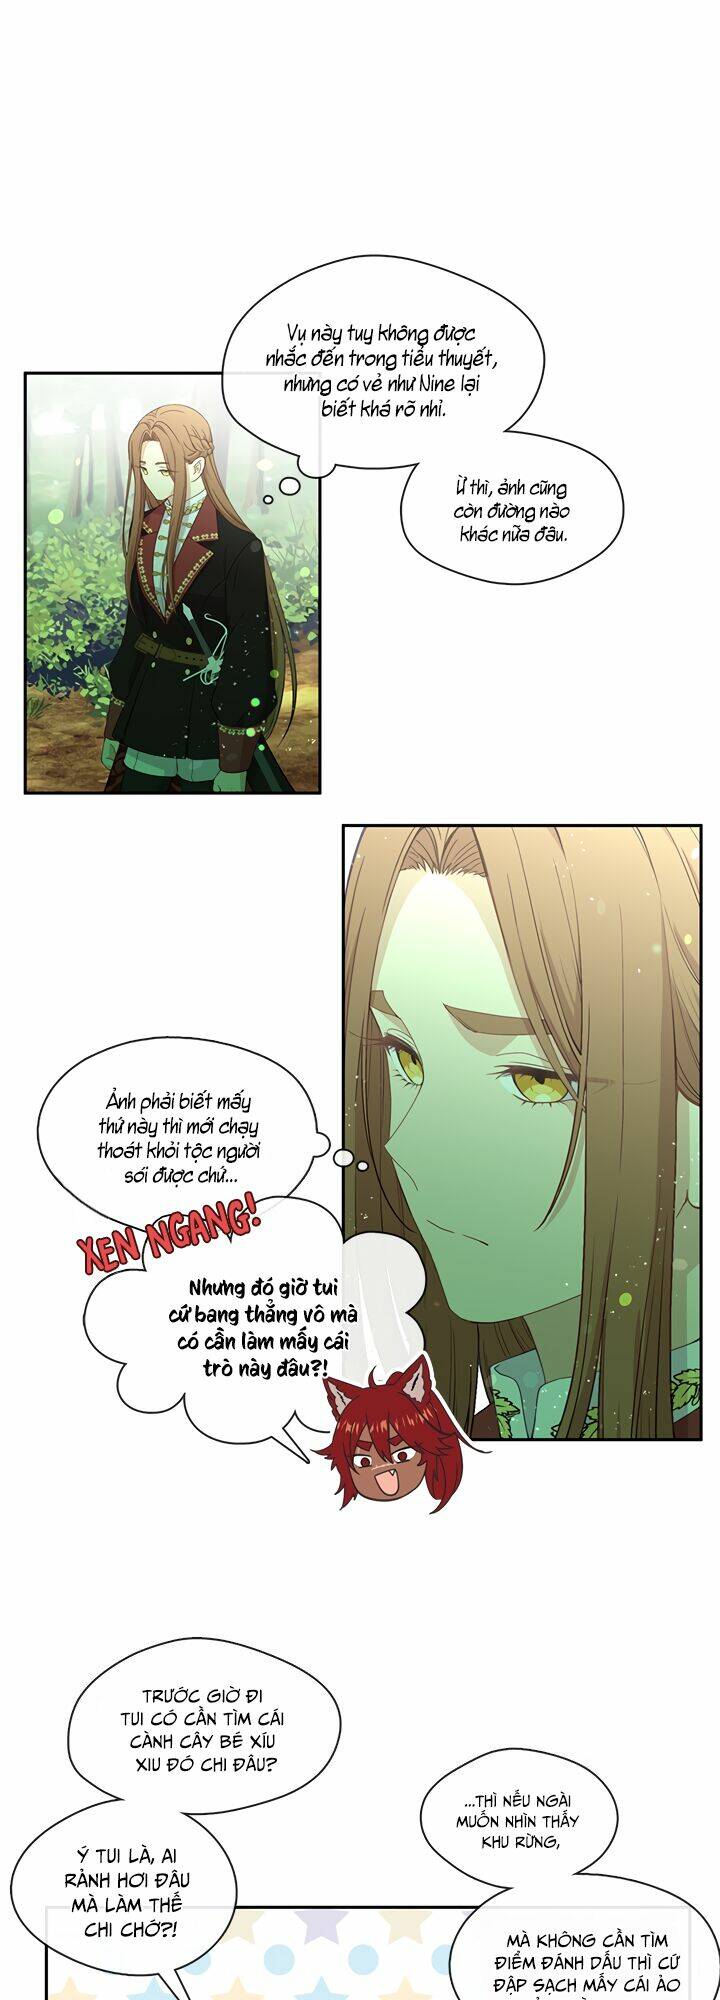 Vụ này tuy không được
nhắc đến trong tiểu thuyết,
nhưng có vẻ như Nine lại
biết khá rõ nhỉ.
Ừ thì, ảnh cũng
còn đường nào
khác nữa đâu.
Ảnh phải biết mấy
thứ này thì mới chạy
thoát khỏi tộc người
sói được chứ...
XEN NGANG!
Nhưng đó giờ tui
cứ bang thẳng vô mà
có cần làm mấy cái
trò này đâu?!
TRƯỚC GIỜ ĐI
TUI CÓ CẦN TÌM CÁI
CÀNH CÂY BÉ XÍU
XIU ĐÓ CHI ĐÂU?
Ý TUI LÀ, AI
RẢNH HƠI ĐÂU
MÀ LÀM THẾ
CHI CHỚ?!
...THÌ NẾU NGÀI
MUỐN NHÌN THẤY
KHU RỪNG,
MÀ KHÔNG CẦN TÌM
ĐIỂM ĐÁNH DẤU THÌ CỨ
ĐẬP SẠCH MẤY CÁI ẢO